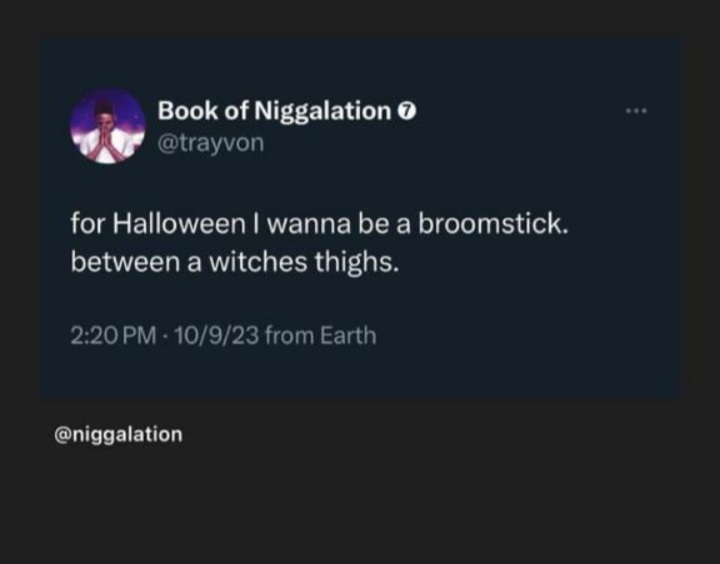 Book of Niggalation 7
@trayvon
for Halloween I wanna be a broomstick.
between a witches thighs.
2:20 PM · 10/9/23 from Earth
@niggalation